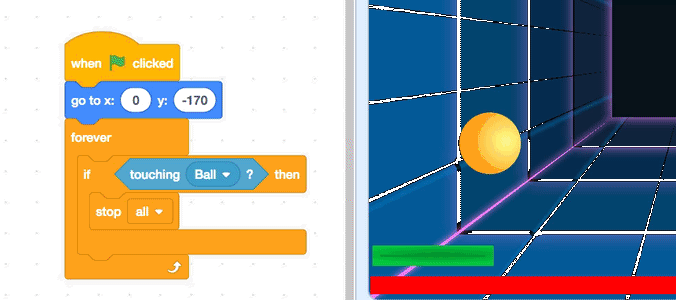 when clicked
go to x: 0 y: -170
forever
if touching Ball ? then
stop all